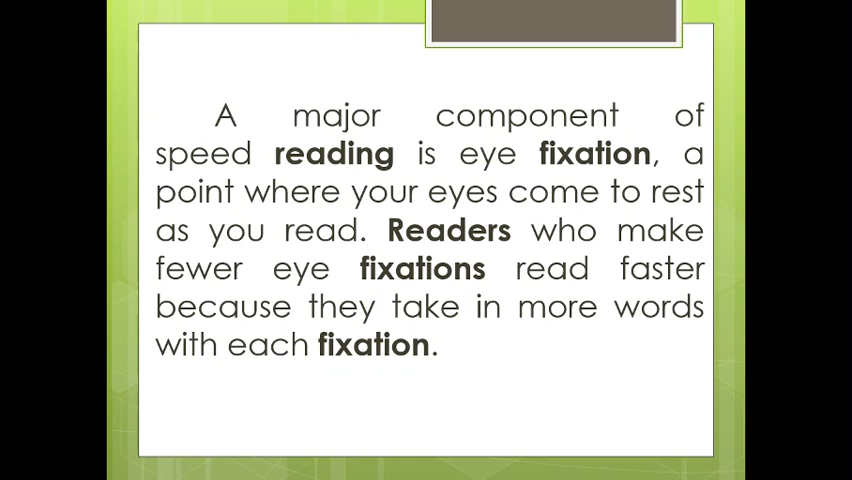 A major component of
speed reading is eye fixation, a
point where your eyes come to rest
as you read. Readers who make
fewer eye fixations read faster
because they take in more words
with each fixation.